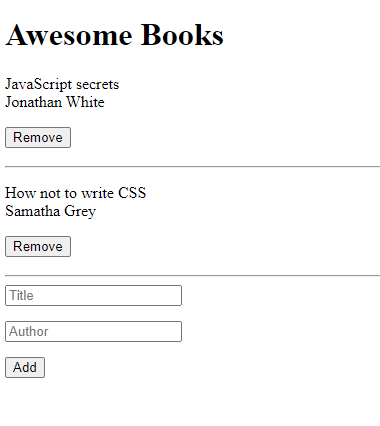 Awesome Books
JavaScript secrets
Jonathan White
Remove
How not to write CSS
Samatha Grey
Remove
Title
Author
Add